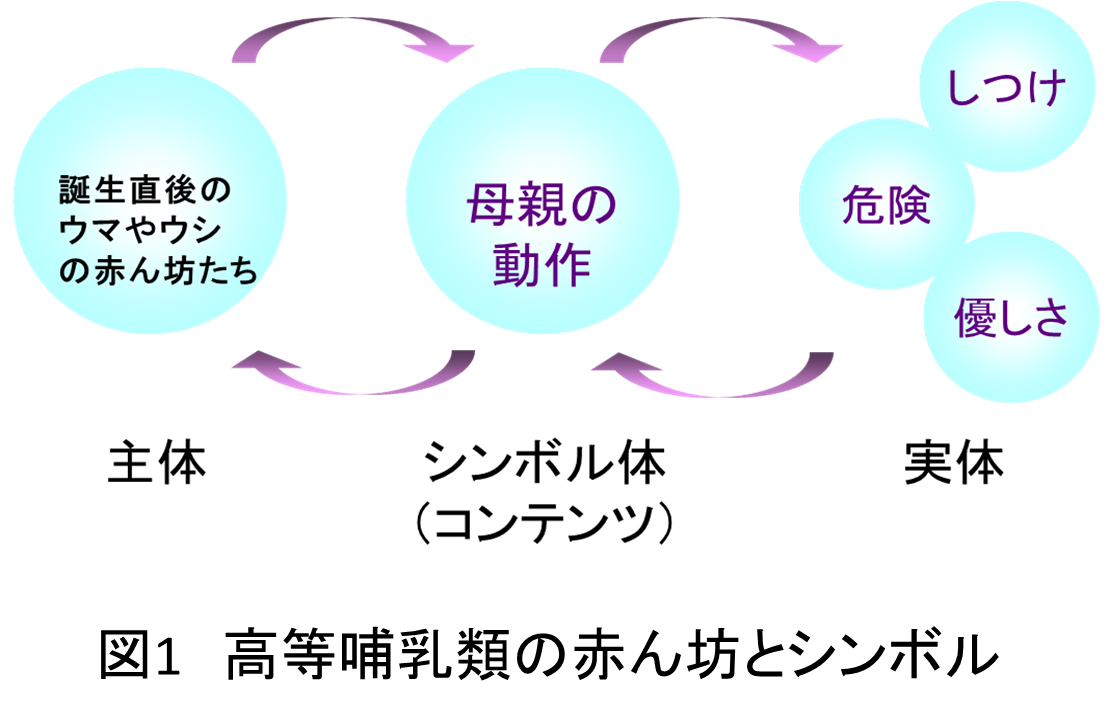 誕生直後の
ウマやウシ
の赤ん坊たち
母親の
動作
しつけ
危険
優しさ
主体
シンボル体
（コンテンツ）
実体
図1　高等哺乳類の赤ん坊とシンボル